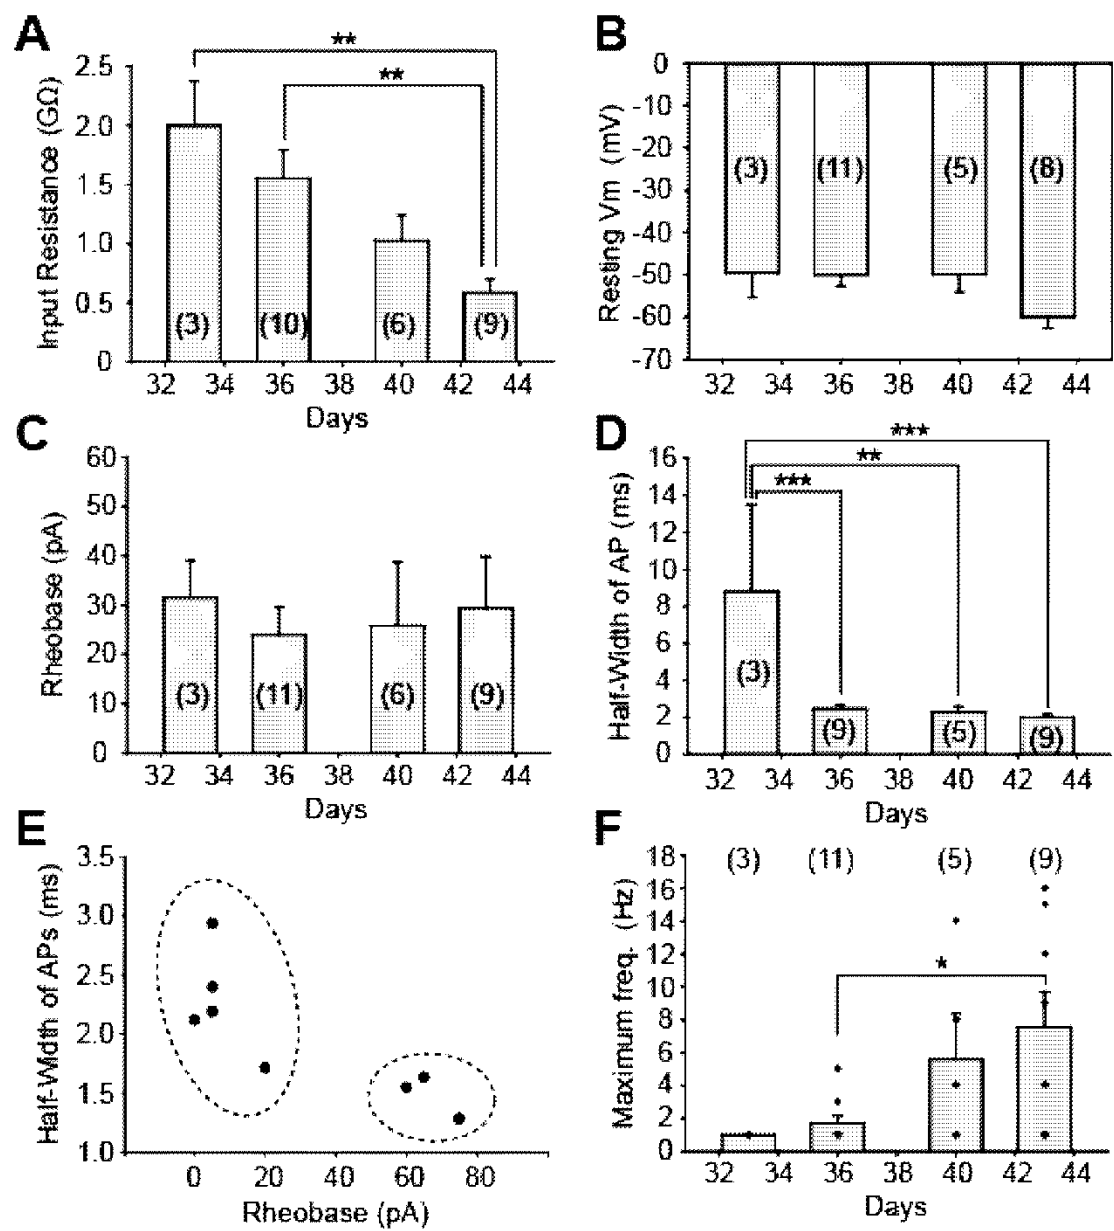 A
**
**
2.5
2.0
1.5
1.0
0.5
0
Input Resistance (GΩ)
(3)
(10)
(6)
(9)
32 34 36 38 40 42 44
Days
B
0
-10
-20
-30
-40
-50
-60
-70
Resting Vm (mV)
(3)
(11)
(5)
(8)
32 34 36 38 40 42 44
C
60
50
40
30
20
10
0
Rheobase (pA)
(3)
(11)
(6)
(9)
32 34 36 38 40 42 44
Days
D
***
**
***
16
14
12
10
8
6
4
2
0
Half-Width of AP (ms)
(3)
(9)
(5)
(9)
32 34 36 38 40 42 44
Days
E
3.5
3.0
2.5
2.0
1.5
1.0
Half-Width of APs (ms)
0 20 40 60 80
Rheobase (pA)
F
(3) (11) (5) (9)
18
16
14
12
10
8
6
4
2
0
Maximum freq. (Hz)
*
32 34 36 38 40 42 44
Days